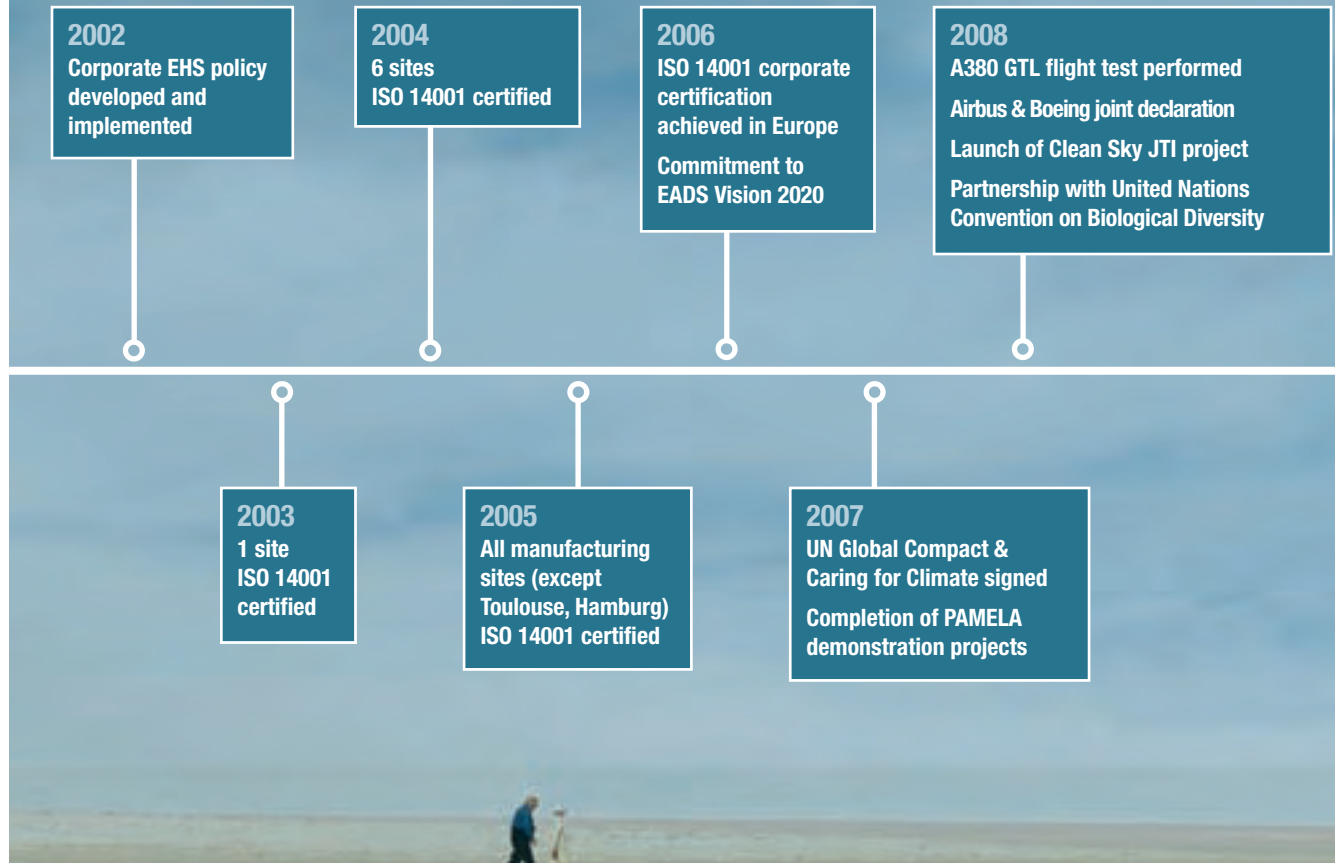 2002
Corporate EHS policy
developed and
implemented
2003
1 site
ISO 14001
certified
2004
6 sites
ISO 14001 certified
2005
All manufacturing
sites (except
Toulouse, Hamburg)
ISO 14001 certified
2006
ISO 14001 corporate
certification
achieved in Europe
Commitment to
EADS Vision 2020
2007
UN Global Compact &
Caring for Climate signed
Completion of PAMELA
demonstration projects
2008
A380 GTL flight test performed
Airbus & Boeing joint declaration
Launch of Clean Sky JTI project
Partnership with United Nations
Convention on Biological Diversity